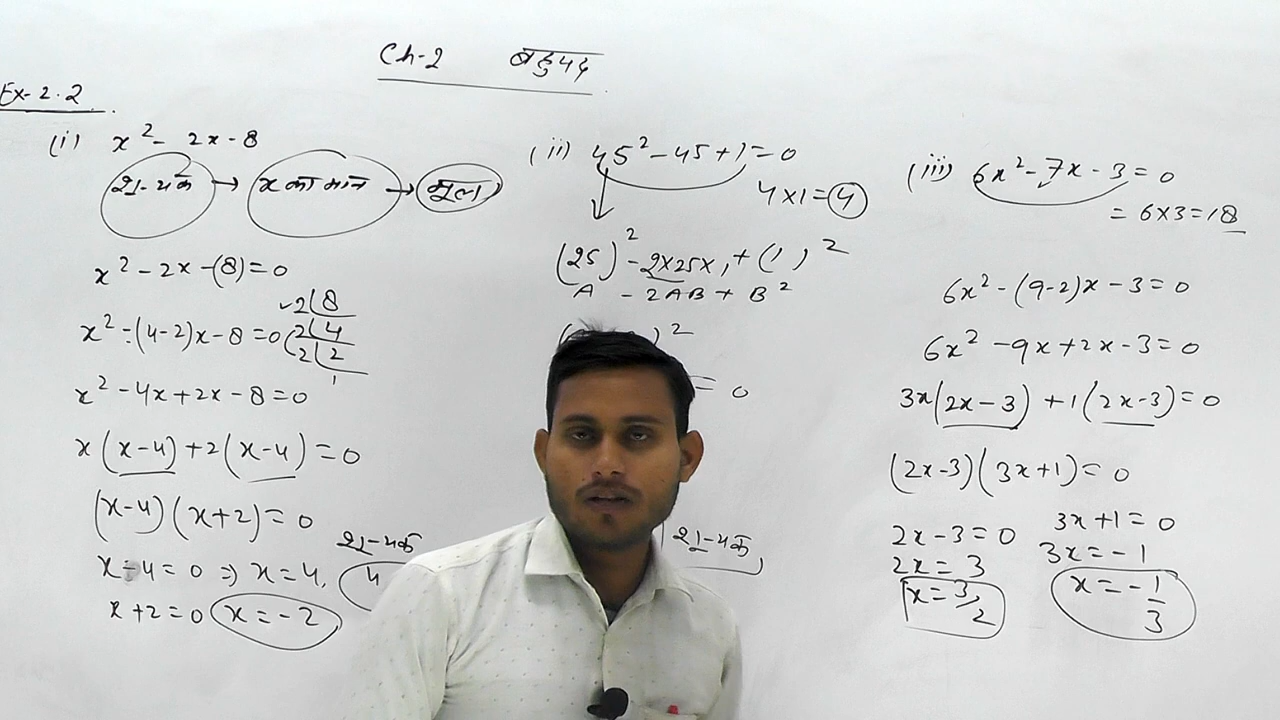 Ch-2 बहुपद
Ex-2.2
(i) x² - 2x - 8
शून्यक → x का मान → मूल
x² - 2x - (8) = 0
x² - (4-2)x - 8 = 0
2 | 8
2 | 4
2 | 2
1
x² - 4x + 2x - 8 = 0
x(x-4) + 2(x-4) = 0
(x-4)(x+2) = 0
x - 4 = 0 ⇒ x = 4,
x + 2 = 0 x = -2
शून्यक
4
(ii) 4s² - 4s + 1 = 0
4x1 = 4
(2s)² - 2x2sx1 + (1)²
A - 2AB + B²
)²
= 0
शून्यक
(iii) 6x² - 7x - 3 = 0
= 6x3 = 18
6x² - (9-2)x - 3 = 0
6x² - 9x + 2x - 3 = 0
3x(2x-3) + 1(2x-3) = 0
(2x-3)(3x+1) = 0
2x - 3 = 0 3x + 1 = 0
2x = 3 3x = -1
x = 3/2 x = -1/3